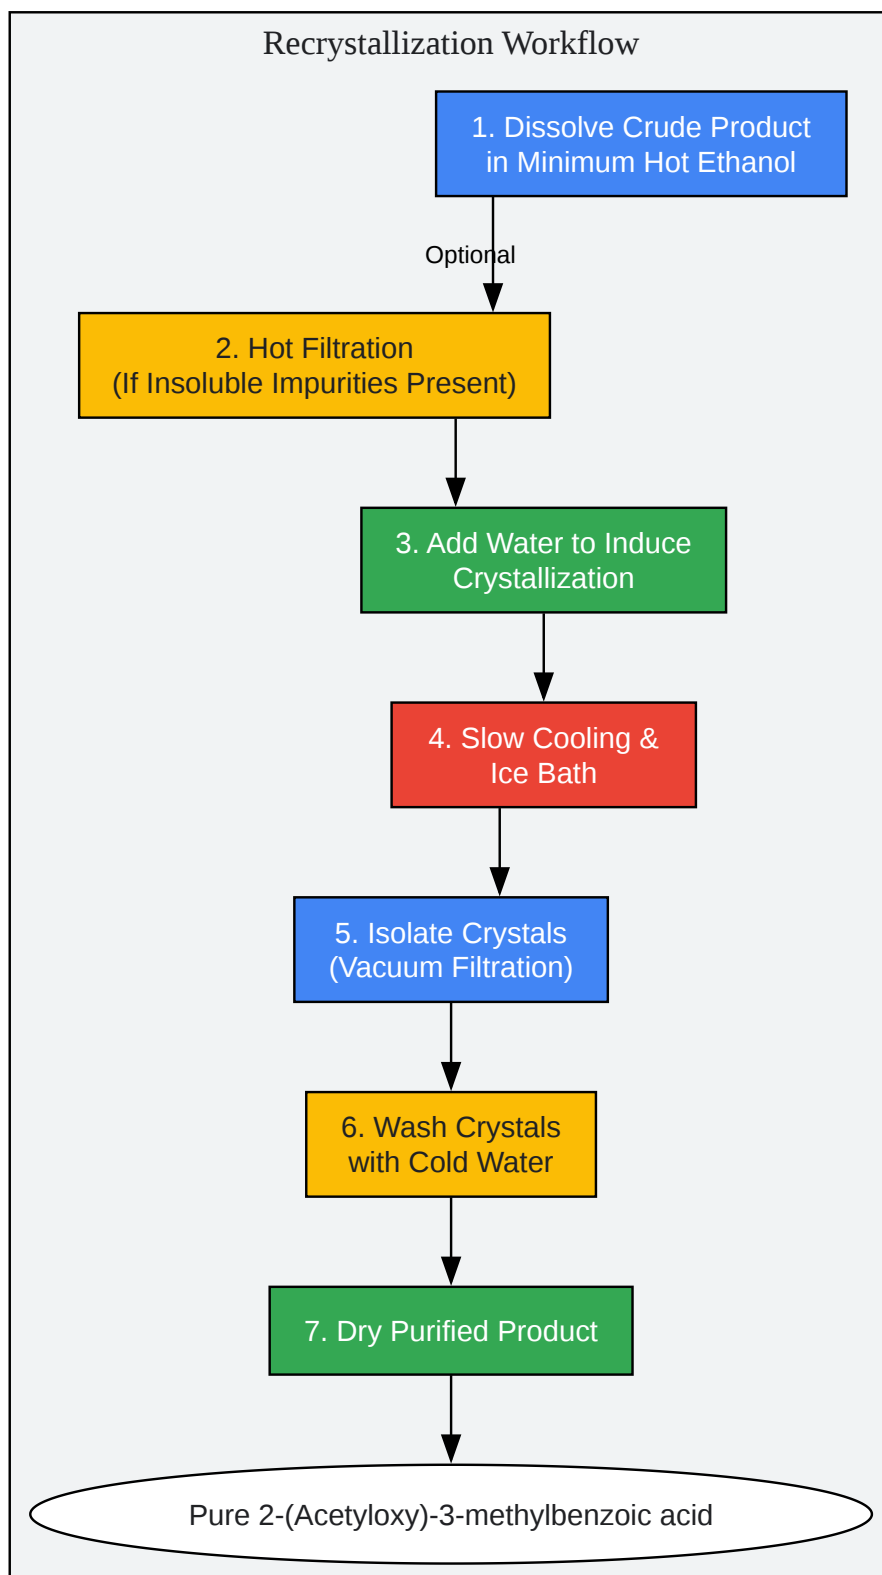 Recrystallization Workflow
1. Dissolve Crude Product
in Minimum Hot Ethanol
Optional
2. Hot Filtration
(If Insoluble Impurities Present)
3. Add Water to Induce
Crystallization
4. Slow Cooling &
Ice Bath
5. Isolate Crystals
(Vacuum Filtration)
6. Wash Crystals
with Cold Water
7. Dry Purified Product
Pure 2-(Acetyloxy)-3-methylbenzoic acid